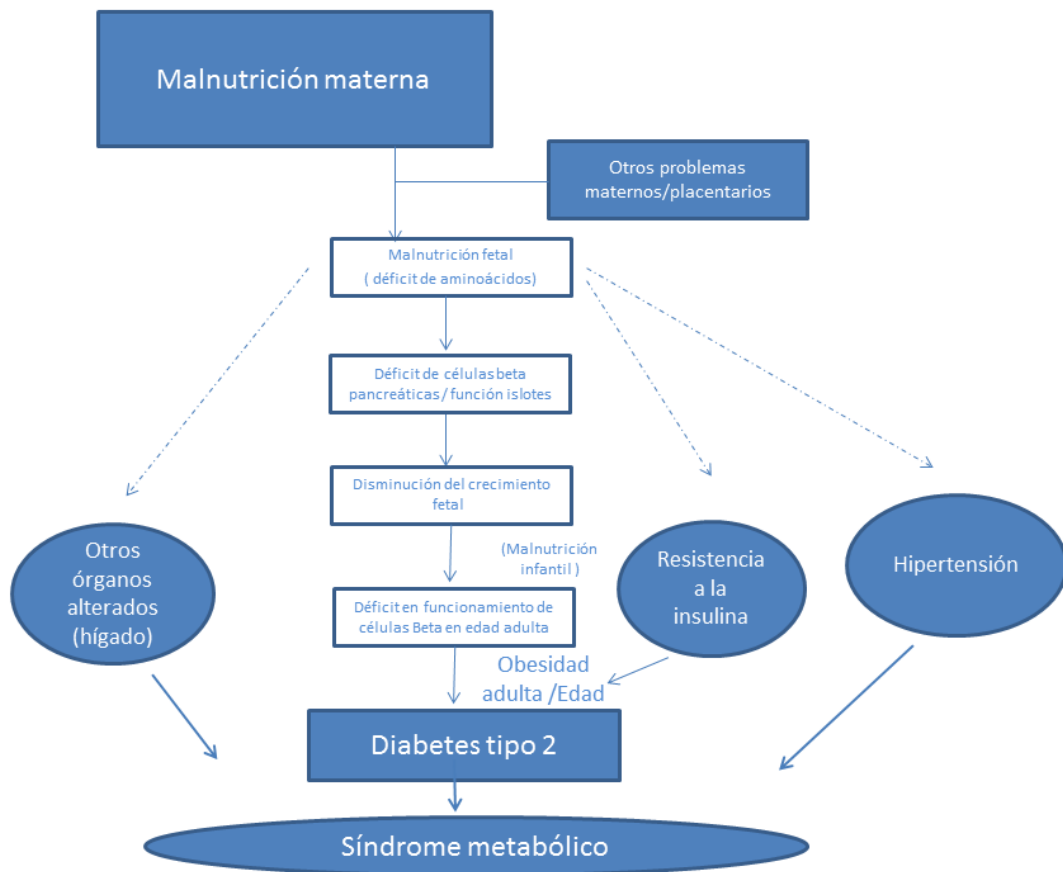 Malnutrición materna
Otros problemas
maternos/placentarios
Malnutrición fetal
( déficit de aminoácidos)
Déficit de células beta
pancreáticas / función islotes
Disminución del crecimiento
fetal
(Malnutrición
infantil )
Déficit en funcionamiento de
células Beta en edad adulta
Otros
órganos
alterados
(hígado)
Resistencia
a la
insulina
Hipertensión
Obesidad
adulta /Edad
Diabetes tipo 2
Síndrome metabólico